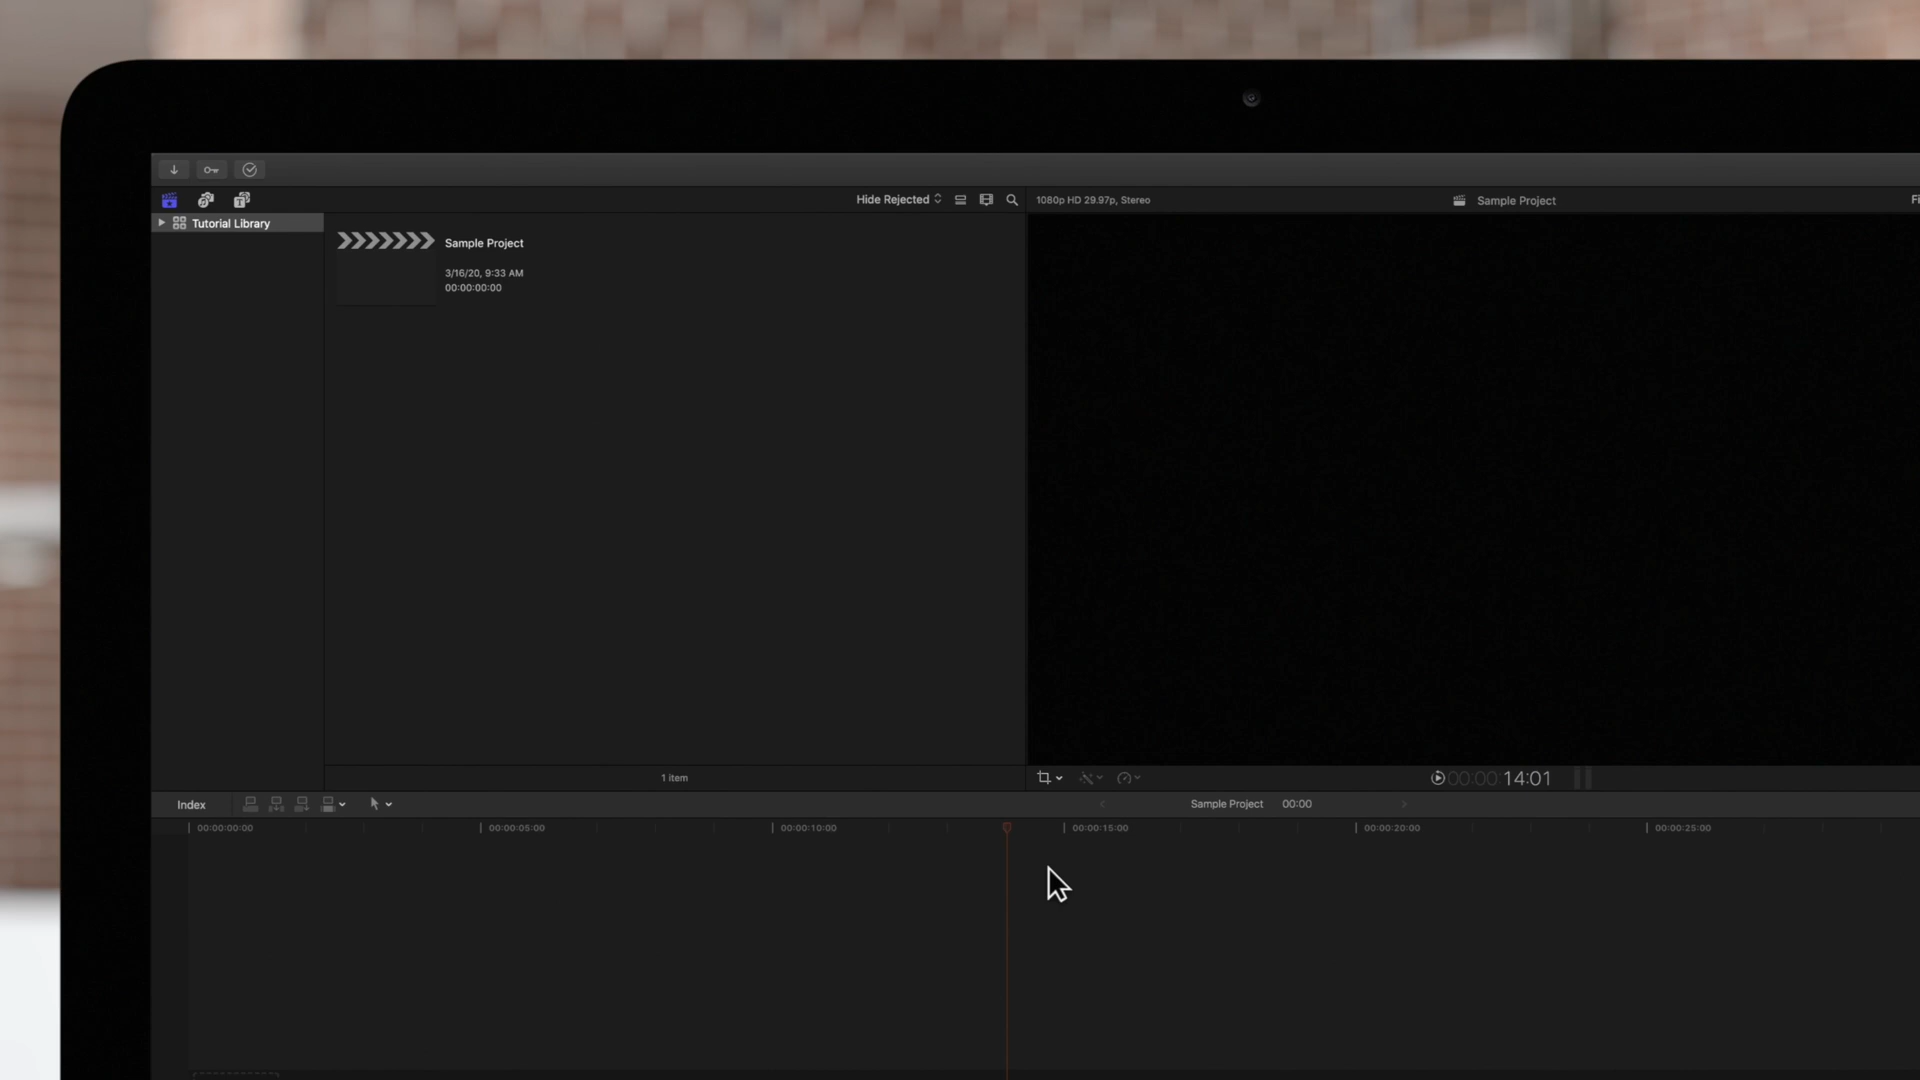 Hide Rejected
1080p HD 29.97p, Stereo
Sample Project
Tutorial Library
Sample Project
3/16/20, 9:33 AM
00:00:00:00
1 item
00:00:00 14:01
Index
Sample Project 00:00
00:00:00:00
00:00:05:00
00:00:10:00
00:00:15:00
00:00:20:00
00:00:25:00